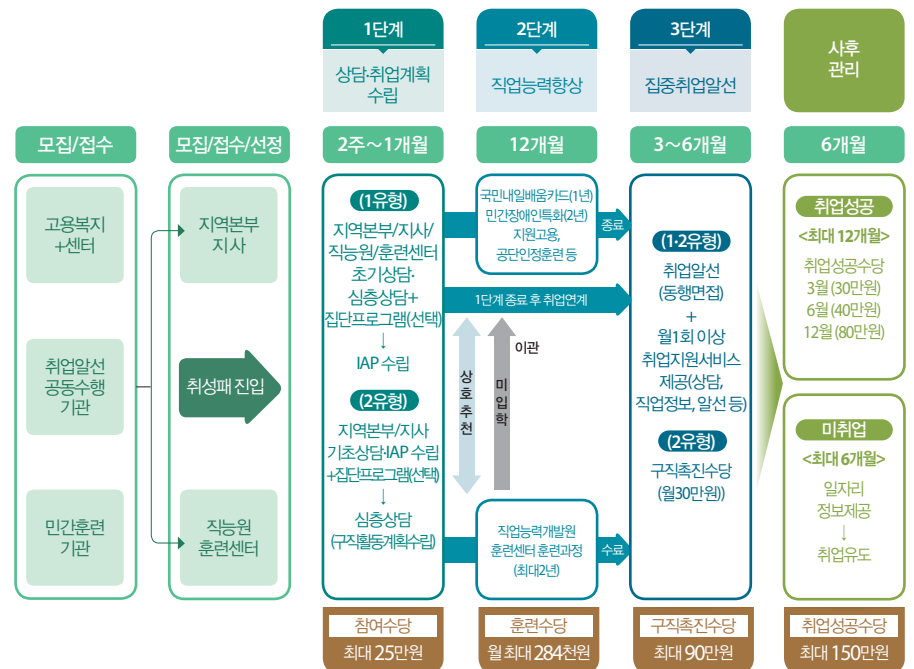 1단계
상담·취업계획
수립
2단계
직업능력향상
3단계
집중취업알선
사후
관리
모집/접수
모집/접수/선정
2주~1개월
12개월
3~6개월
6개월
고용복지
+센터
취업알선
공동수행
기관
민간훈련
기관
지역본부
지사
취성패 진입
직능원
훈련센터
(1유형)
지역본부/지사/
직능원/훈련센터
초기상담·
심층상담+
집단프로그램(선택)
↓
IAP 수립
(2유형)
지역본부/지사
기초상담·IAP 수립
+집단프로그램(선택)
↓
심층상담
(구직활동계획수립)
국민내일배움카드(1년)
민간장애인특화(2년)
지원고용,
공단인정훈련 등
종료
1단계 종료 후 취업연계
상호추천
미입학
이관
직업능력개발원
훈련센터 훈련과정
(최대2년)
수료
(1·2유형)
취업알선
(동행면접)
+
월1회 이상
취업지원서비스
제공(상담,
직업정보, 알선 등)
(2유형)
구직촉진수당
(월30만원))
취업성공
<최대 12개월>
취업성공수당
3월 (30만원)
6월 (40만원)
12월 (80만원)
미취업
<최대 6개월>
일자리
정보제공
↓
취업유도
참여수당
최대 25만원
훈련수당
월 최대 284천원
구직촉진수당
최대 90만원
취업성공수당
최대 150만원